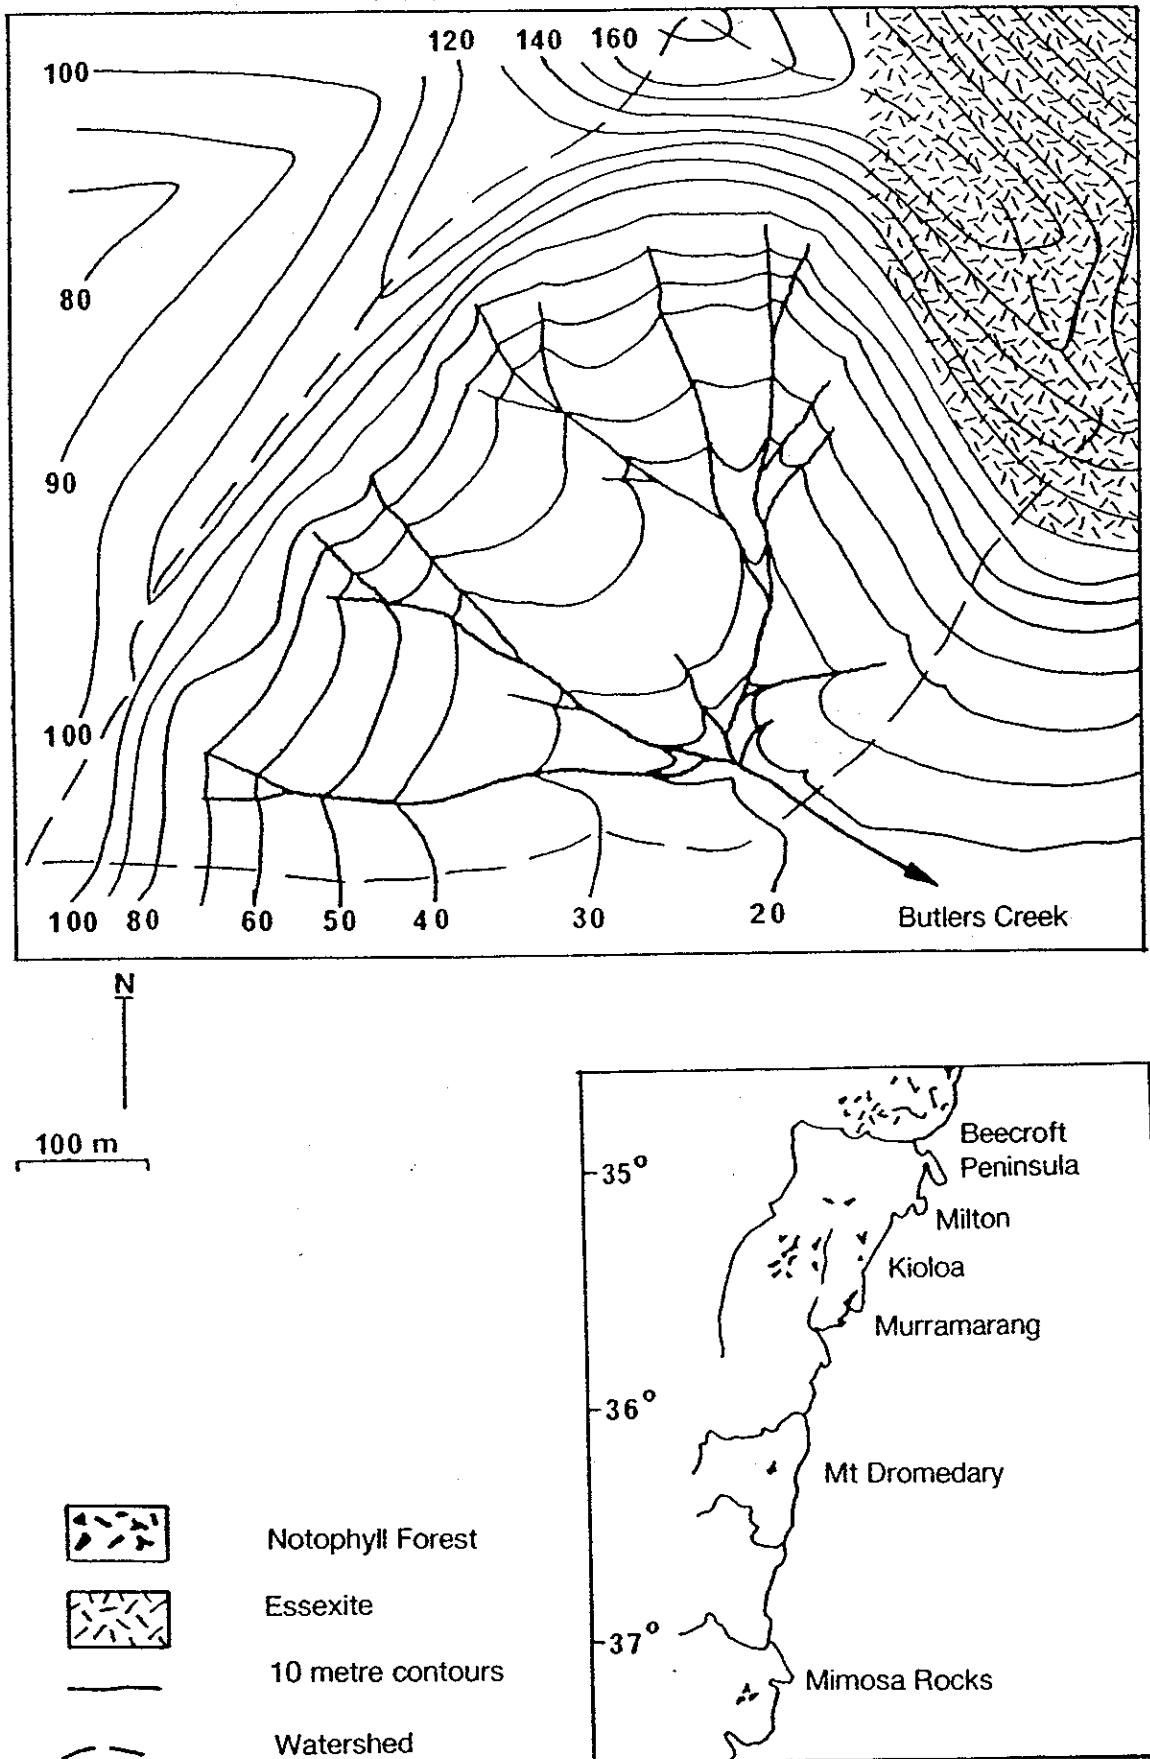 120 140 160
100
80
90
100
100 80 60 50 40 30 20
Butlers Creek
N
100 m
35°
36°
37°
Beecroft
Peninsula
Milton
Kioloa
Murramarang
Mt Dromedary
Mimosa Rocks
Notophyll Forest
Essexite
10 metre contours
Watershed